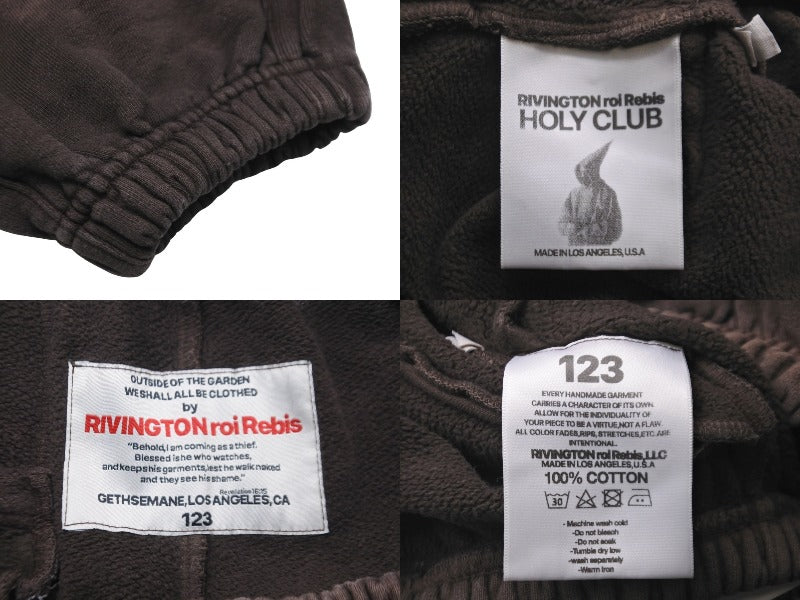 RIVINGTON roi Rebis
HOLY CLUB
MADE IN LOS ANGELES, U.S.A
OUTSIDE OF THE GARDEN
WE SHALL ALL BE CLOTHED
by
RIVINGTON roi Rebis
"Behold, I am coming as a thief.
Blessed is he who watches,
and keeps his garments, lest he walk naked
and they see his shame."
Revelation 16:15
GETHSEMANE, LOS ANGELES, CA
123
123
EVERY HANDMADE GARMENT
CARRIES A CHARACTER OF ITS OWN.
ALLOW FOR THE INDIVIDUALITY OF
YOUR PIECE TO BE A VIRTUE, NOT A FLAW.
ALL COLOR FADES, RIPS, STRETCHES, ETC. ARE
INTENTIONAL.
RIVINGTON roi Rebis, LLC
MADE IN LOS ANGELES, U.S.A
100% COTTON
30
- Machine wash cold
-Do not bleach
-Do not soak
-Tumble dry low
-wash separately
-Warm Iron